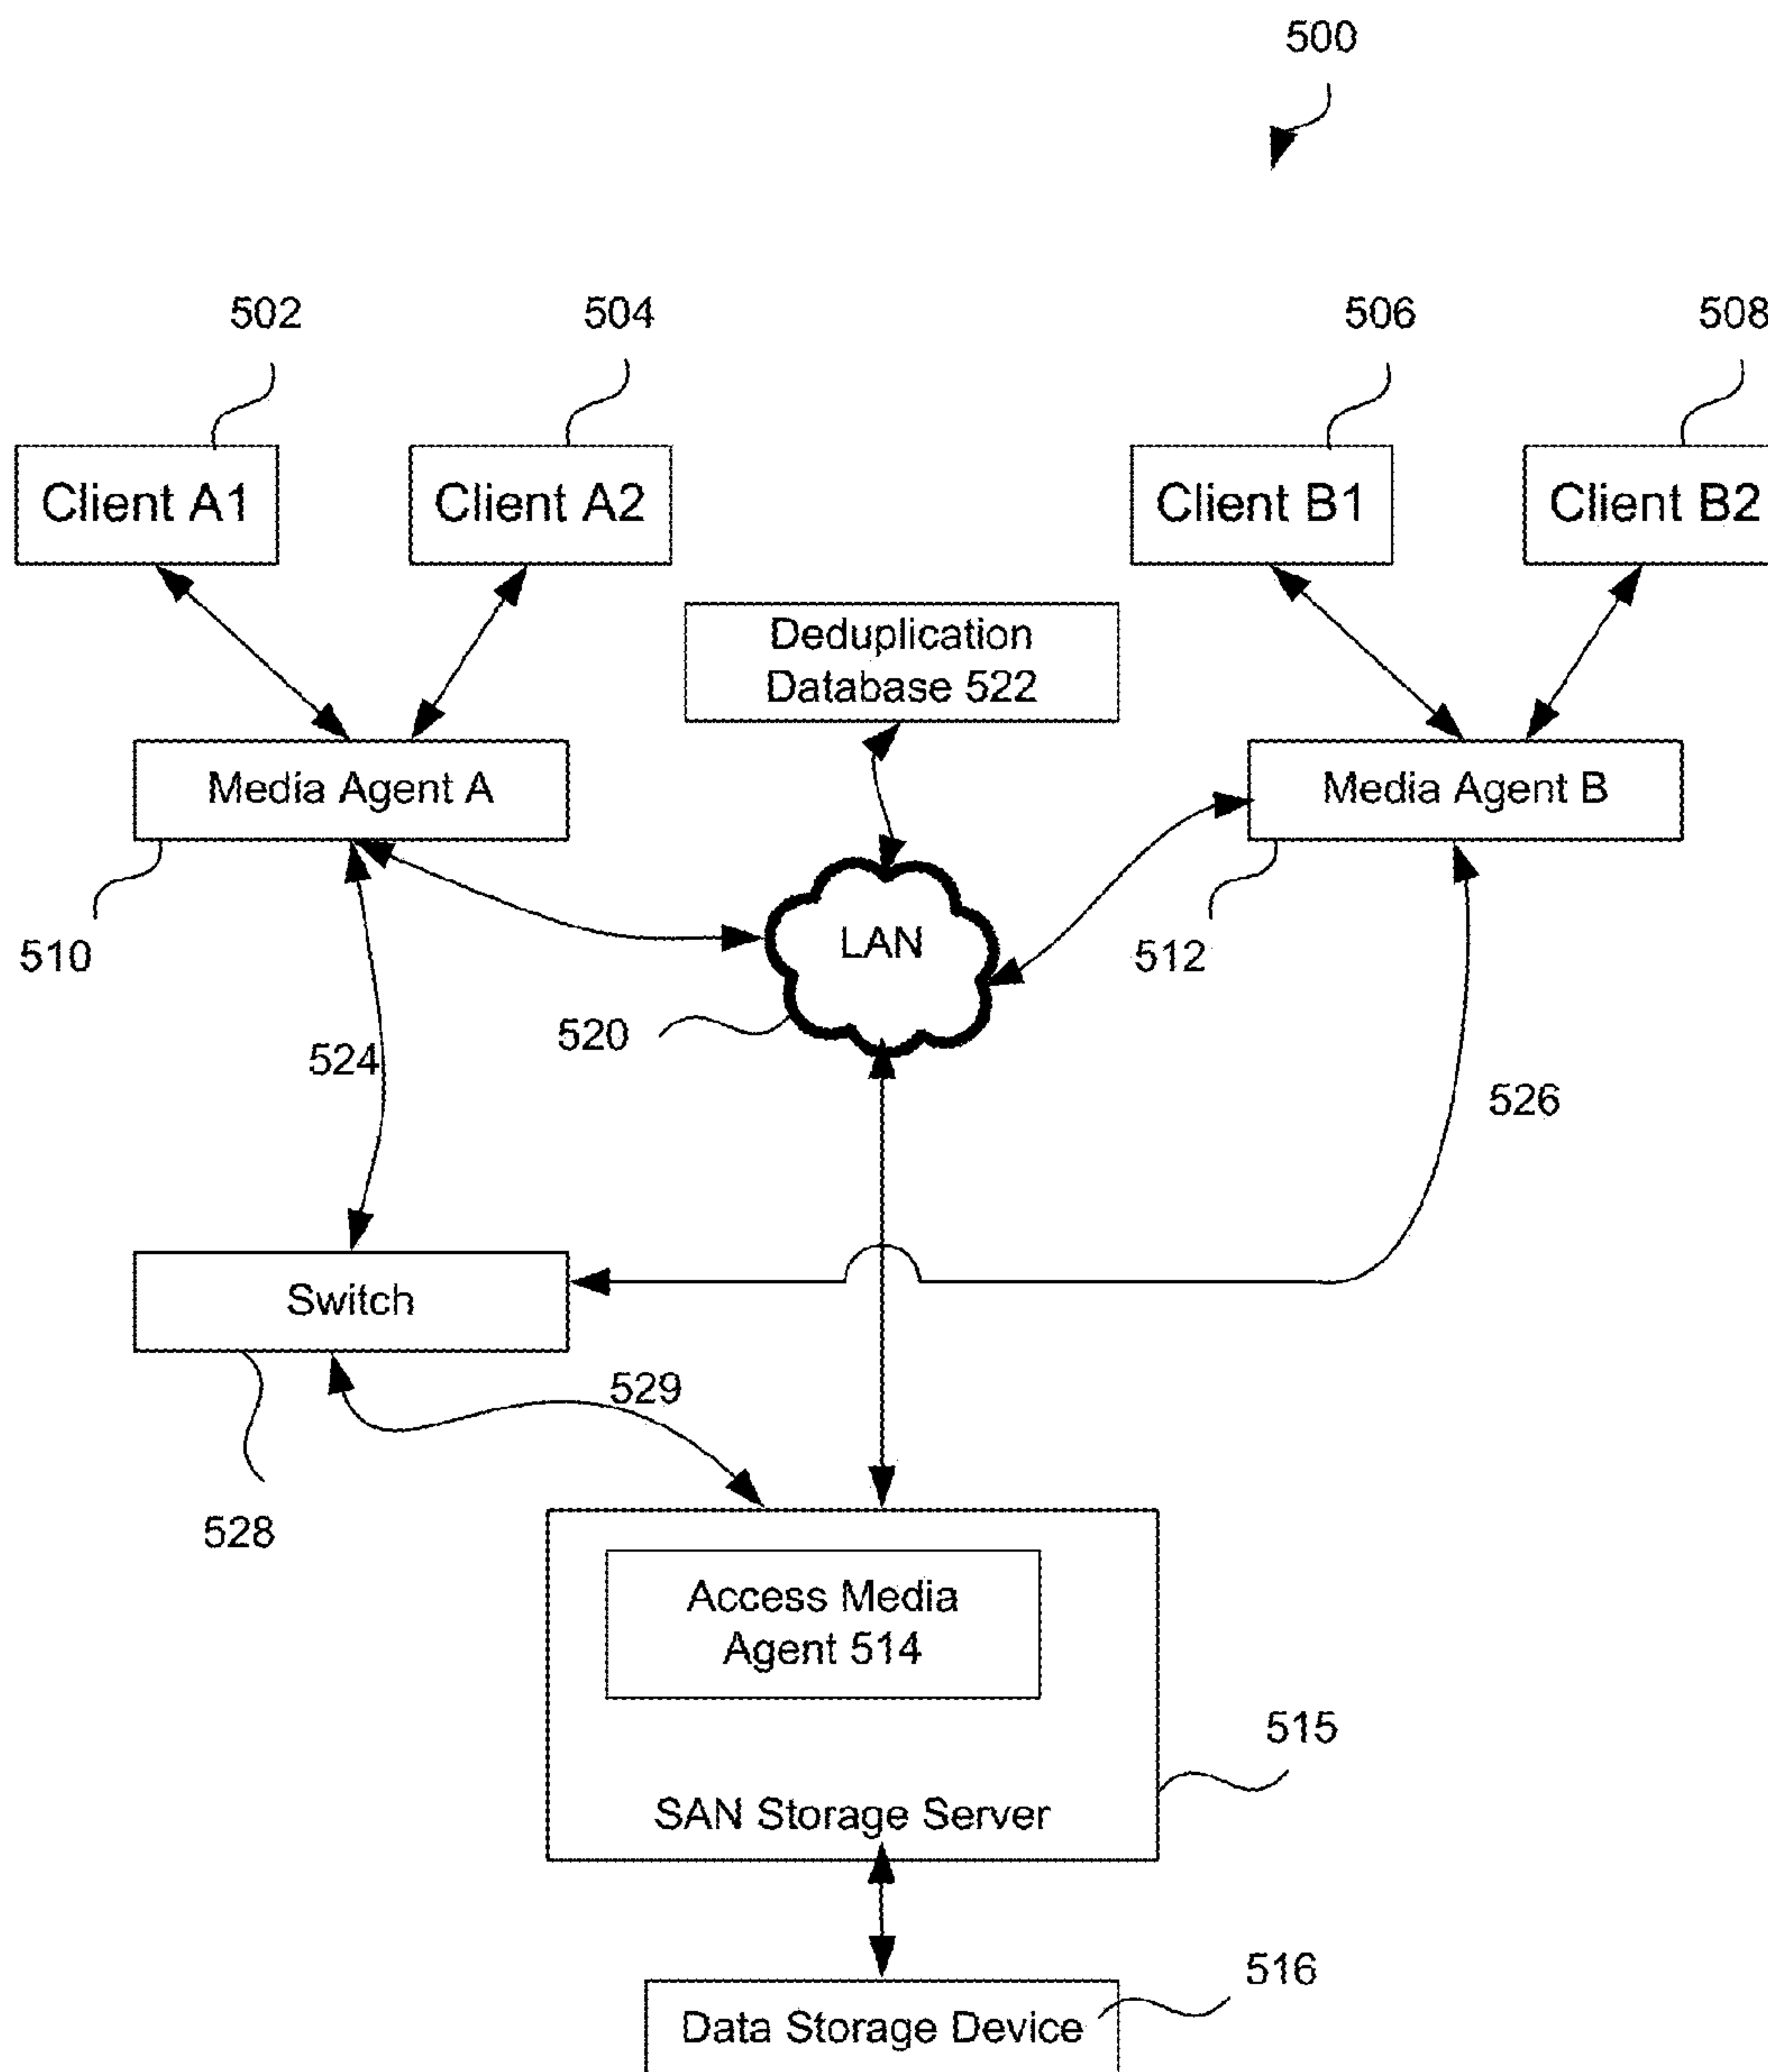 500
502
504
506
508
Client A1
Client A2
Client B1
Client B2
Deduplication
Database 522
Media Agent A
Media Agent B
LAN
510
512
520
524
526
Switch
529
528
Access Media
Agent 514
515
SAN Storage Server
516
Data Storage Device